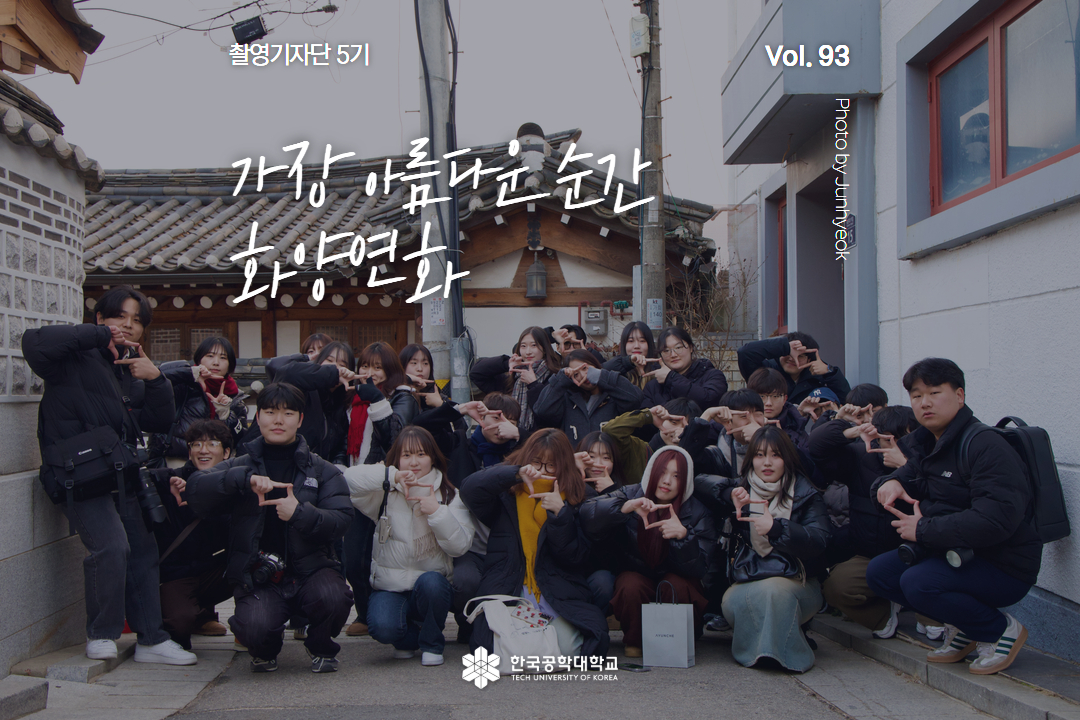 촬영기자단 5기
Vol. 93
Photo by Junhyeok
가장 아름다운 순간
화양연화
Canon
한국공학대학교
TECH UNIVERSITY OF KOREA